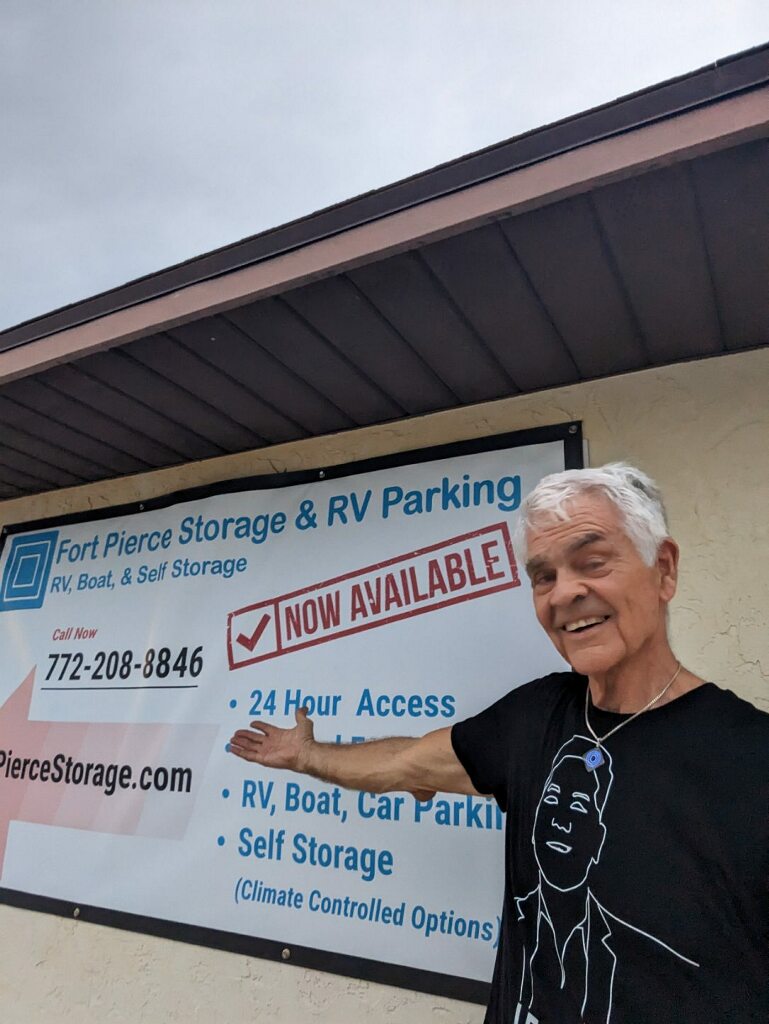 Fort Pierce Storage & RV Parking
RV, Boat, & Self Storage
NOW AVAILABLE
Call Now
772-208-8846
• 24 Hour Access
PierceStorage.com
• RV, Boat, Car Parkin
• Self Storage
(Climate Controlled Options)